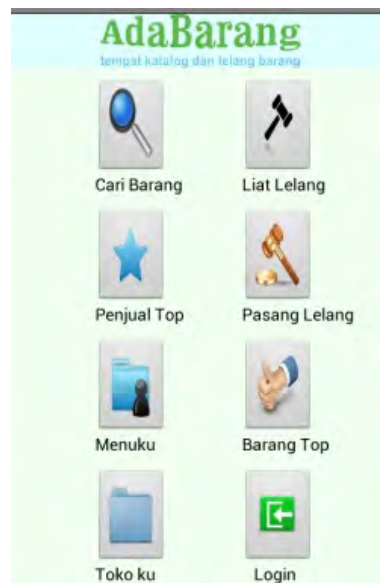 AdaBarang
tempat katalog dan lelang barang
Cari Barang
Liat Lelang
Penjual Top
Pasang Lelang
Menuku
Barang Top
Toko ku
Login